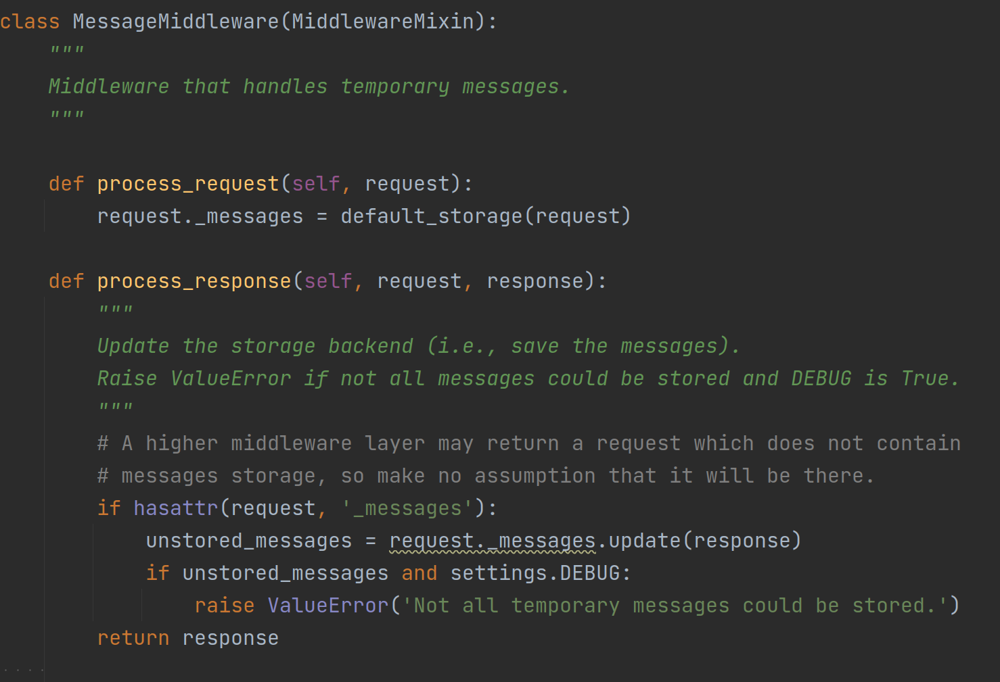 class MessageMiddleware(MiddlewareMixin):
    """
    Middleware that handles temporary messages.
    """

    def process_request(self, request):
        request._messages = default_storage(request)

    def process_response(self, request, response):
        """
        Update the storage backend (i.e., save the messages).
        Raise ValueError if not all messages could be stored and DEBUG is True.
        """
        # A higher middleware layer may return a request which does not contain
        # messages storage, so make no assumption that it will be there.
        if hasattr(request, '_messages'):
            unstored_messages = request._messages.update(response)
            if unstored_messages and settings.DEBUG:
                raise ValueError('Not all temporary messages could be stored.')
        return response